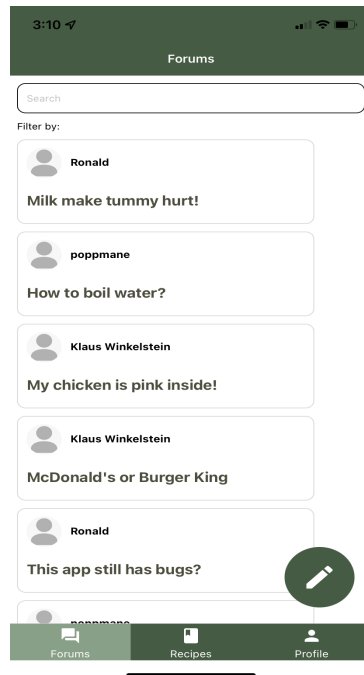 3:10
Forums
Search
Filter by:
Ronald
Milk make tummy hurt!
poppmane
How to boil water?
Klaus Winkelstein
My chicken is pink inside!
Klaus Winkelstein
McDonald's or Burger King
Ronald
This app still has bugs?
poppmane
Forums
Recipes
Profile